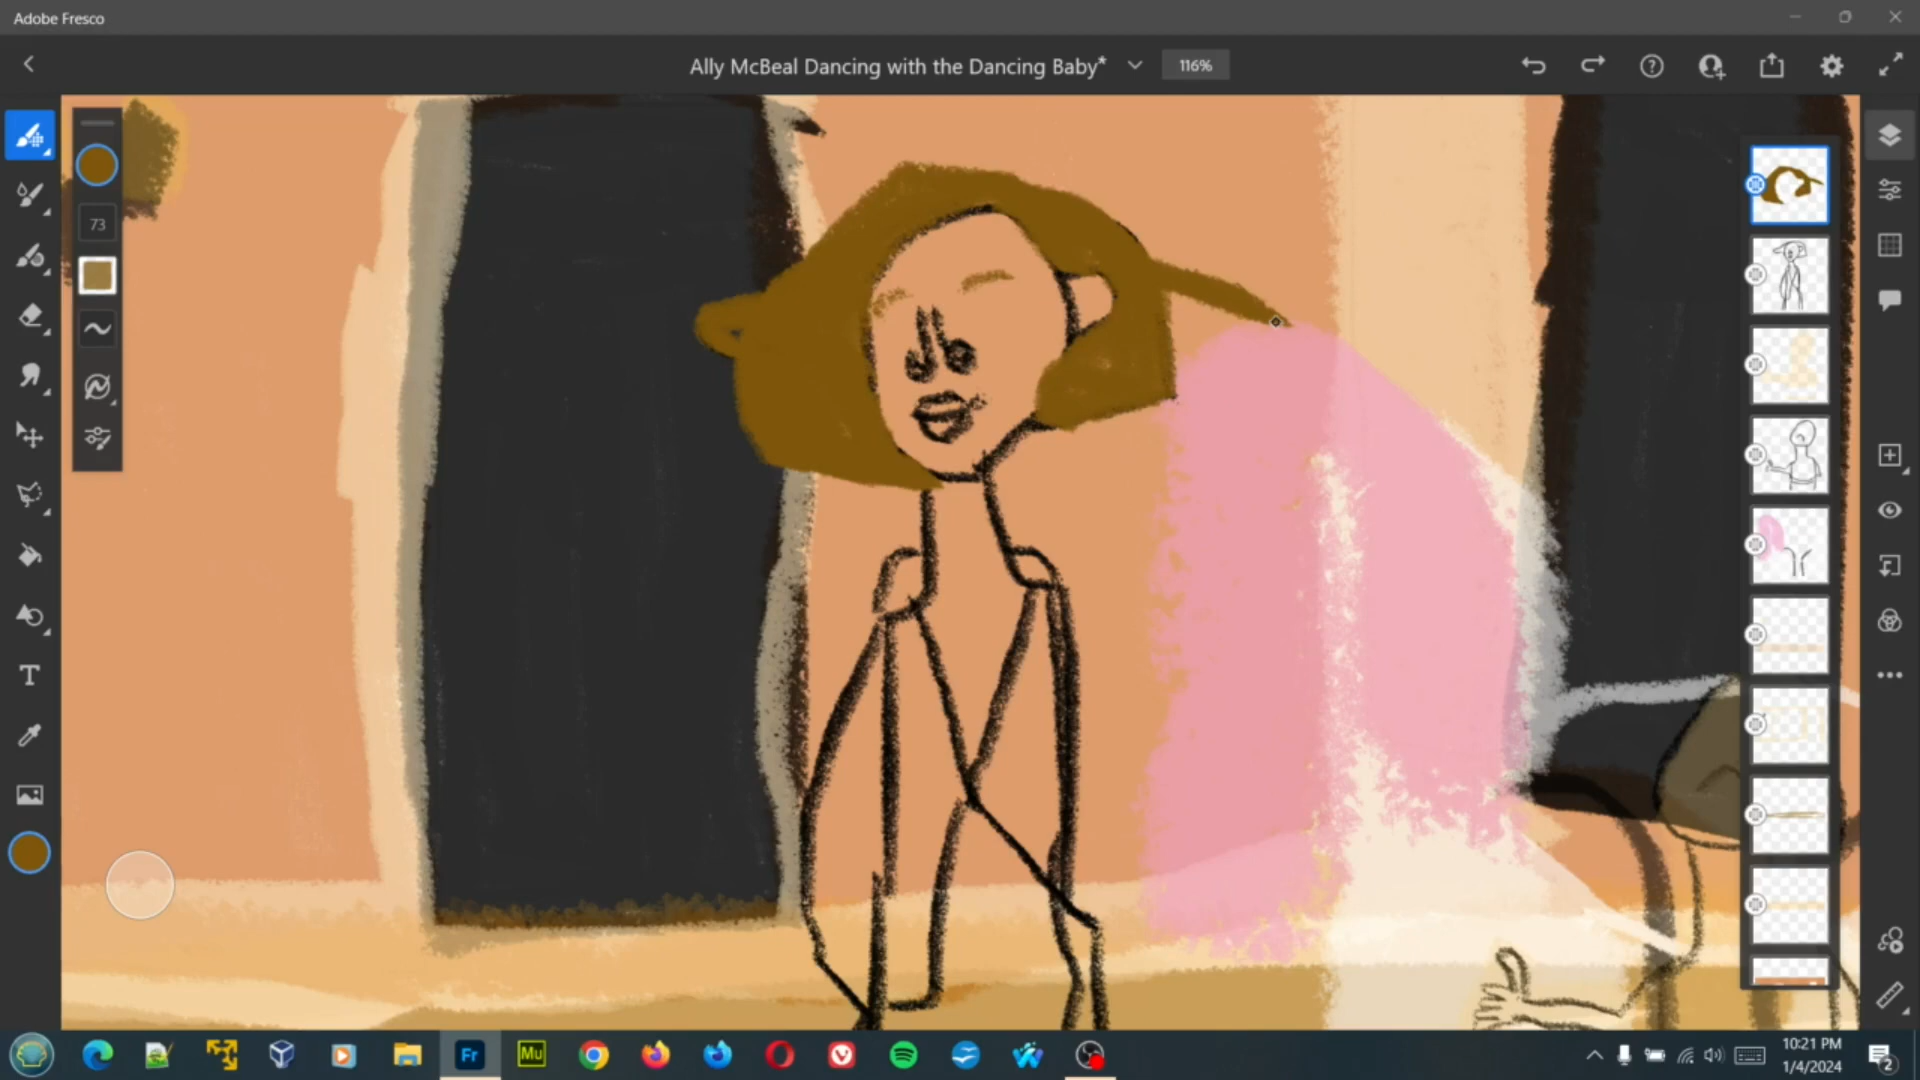 Adobe Fresco
Ally McBeal Dancing with the Dancing Baby*
116%
73
T
Fr
Mu
10:21 PM
1/4/2024
2